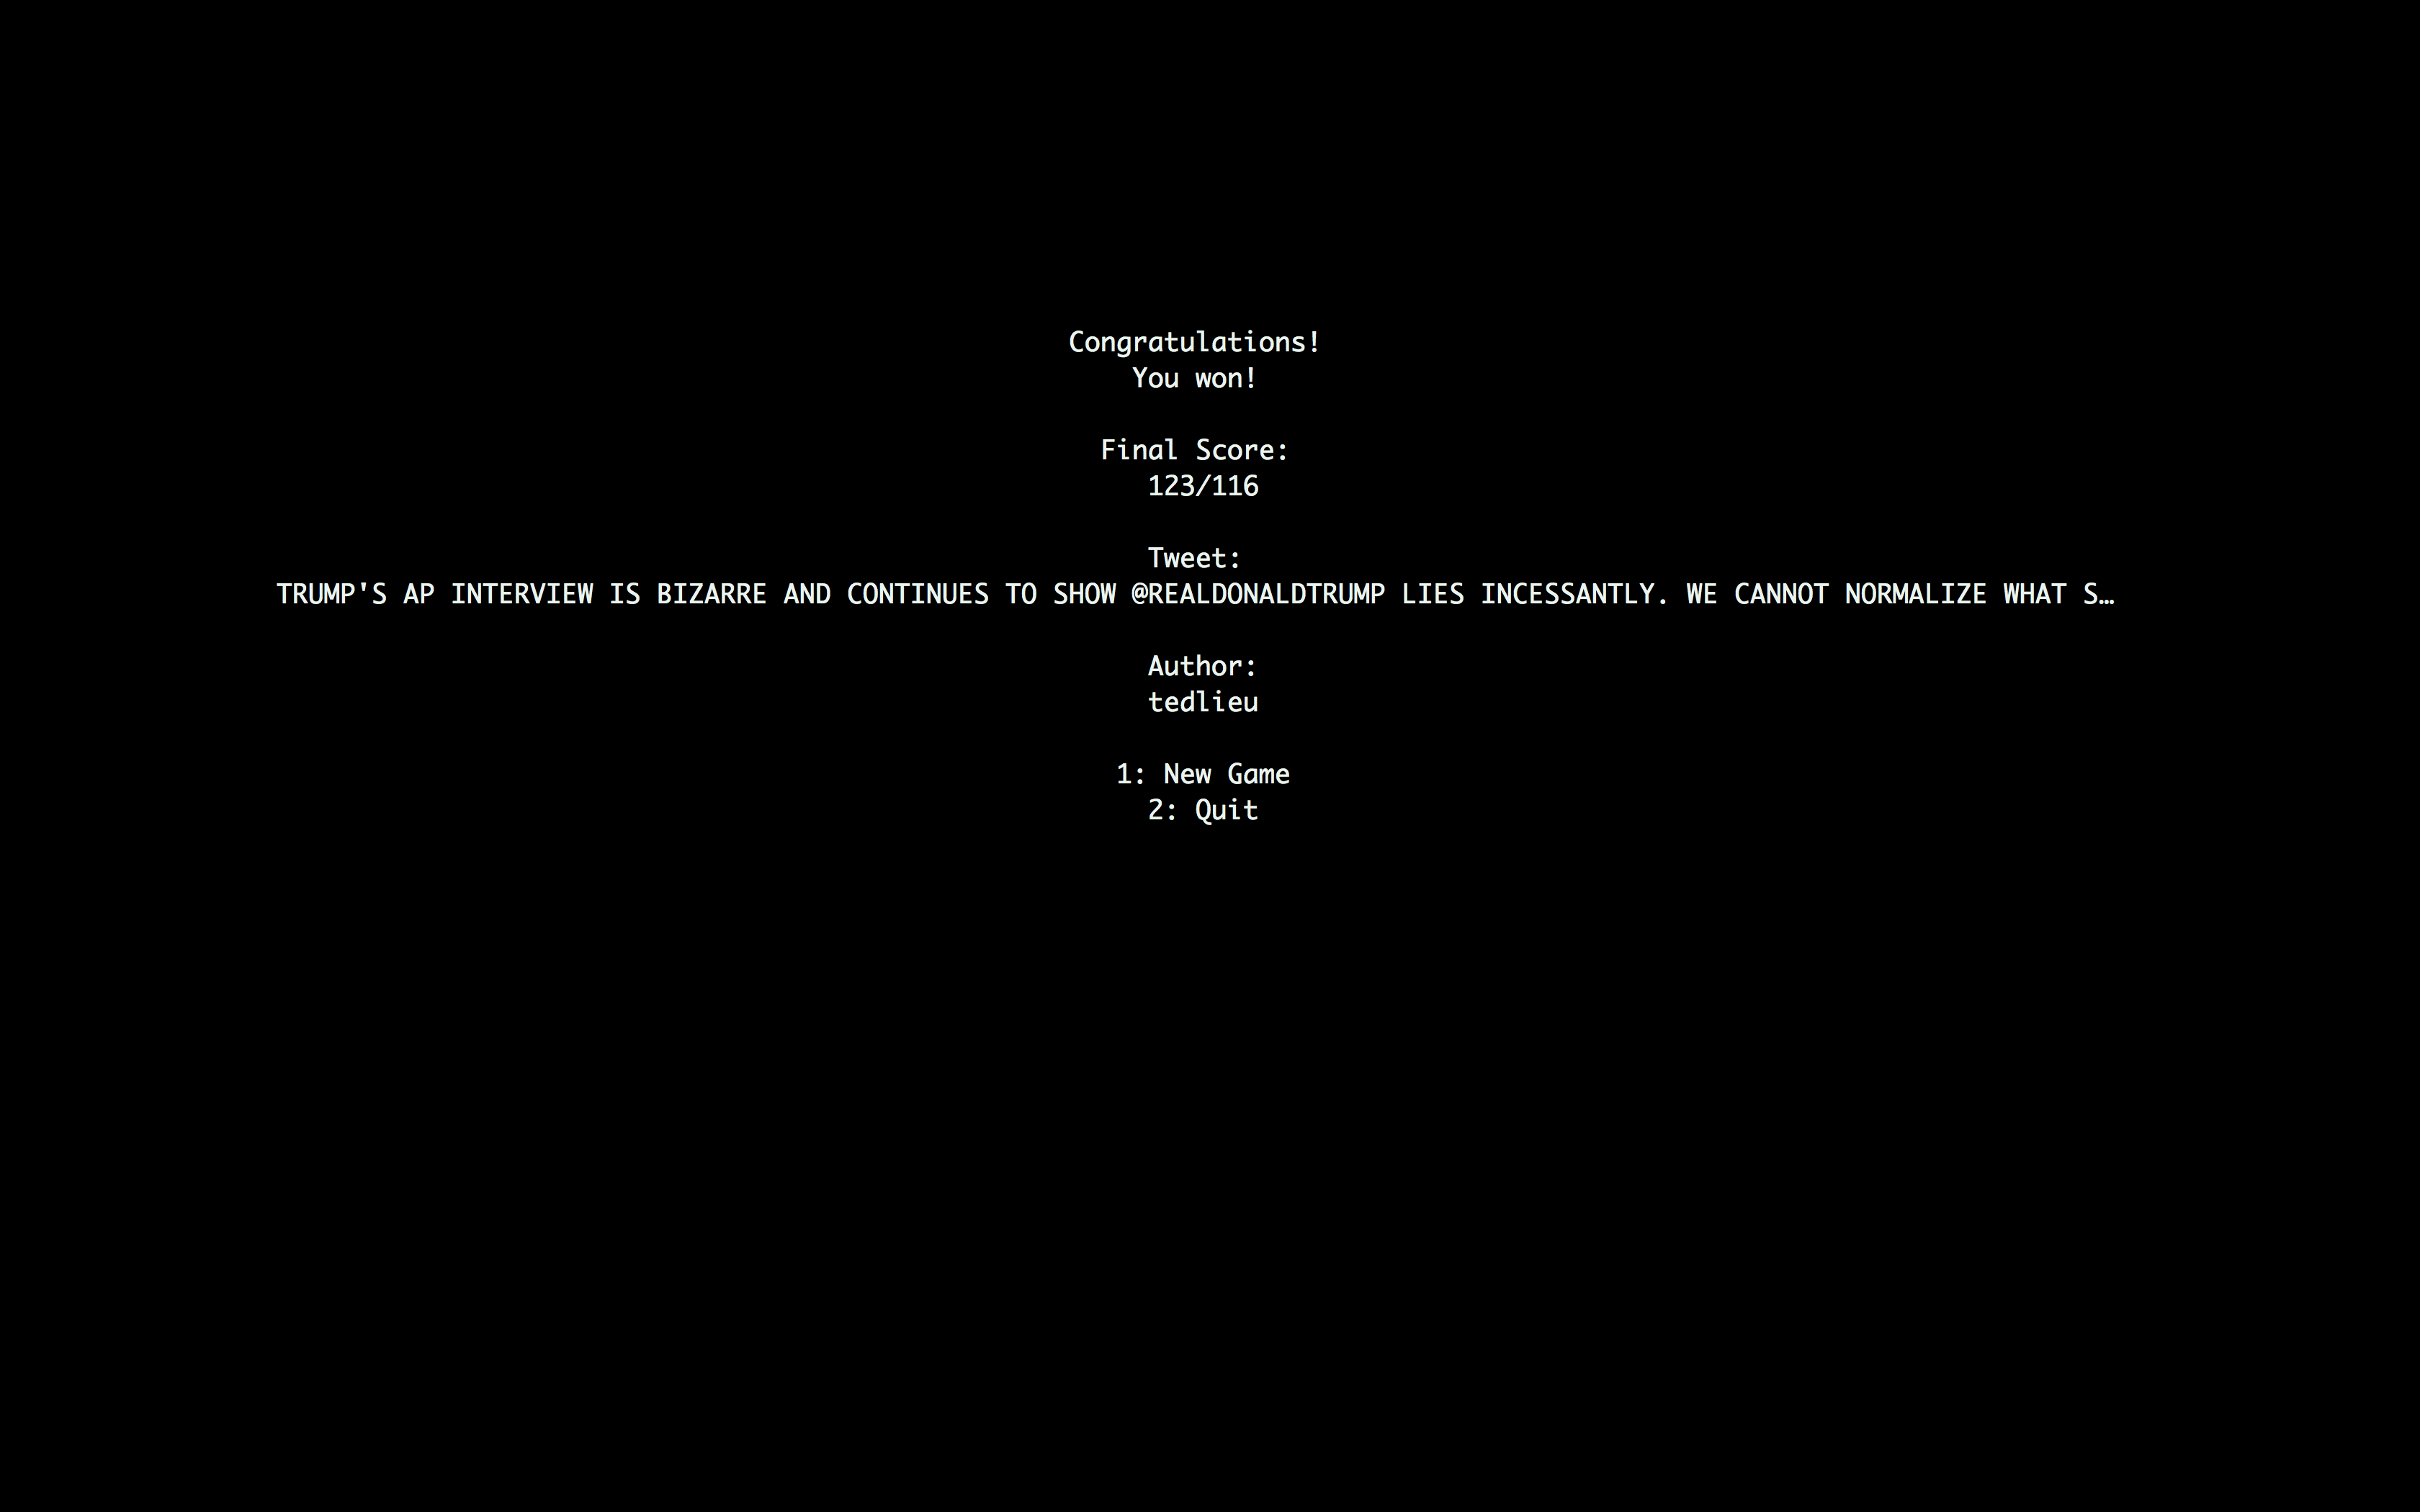 Congratulations!
You won!
Final Score:
123/116
Tweet:
TRUMP'S AP INTERVIEW IS BIZARRE AND CONTINUES TO SHOW @REALDONALDTRUMP LIES INCESSANTLY. WE CANNOT NORMALIZE WHAT S…
Author:
tedlieu
1: New Game
2: Quit